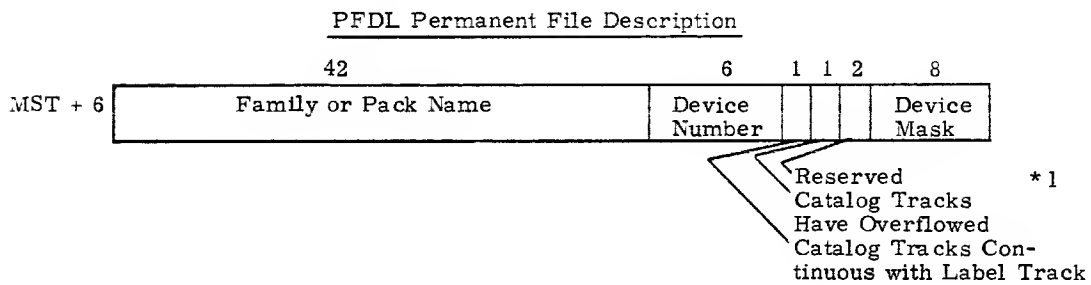 PFDL Permanent File Description
42 6 1 1 2 8
MST + 6 Family or Pack Name Device Number Device Mask
Reserved *1
Catalog Tracks
Have Overflowed
Catalog Tracks Con-
tinuous with Label Track